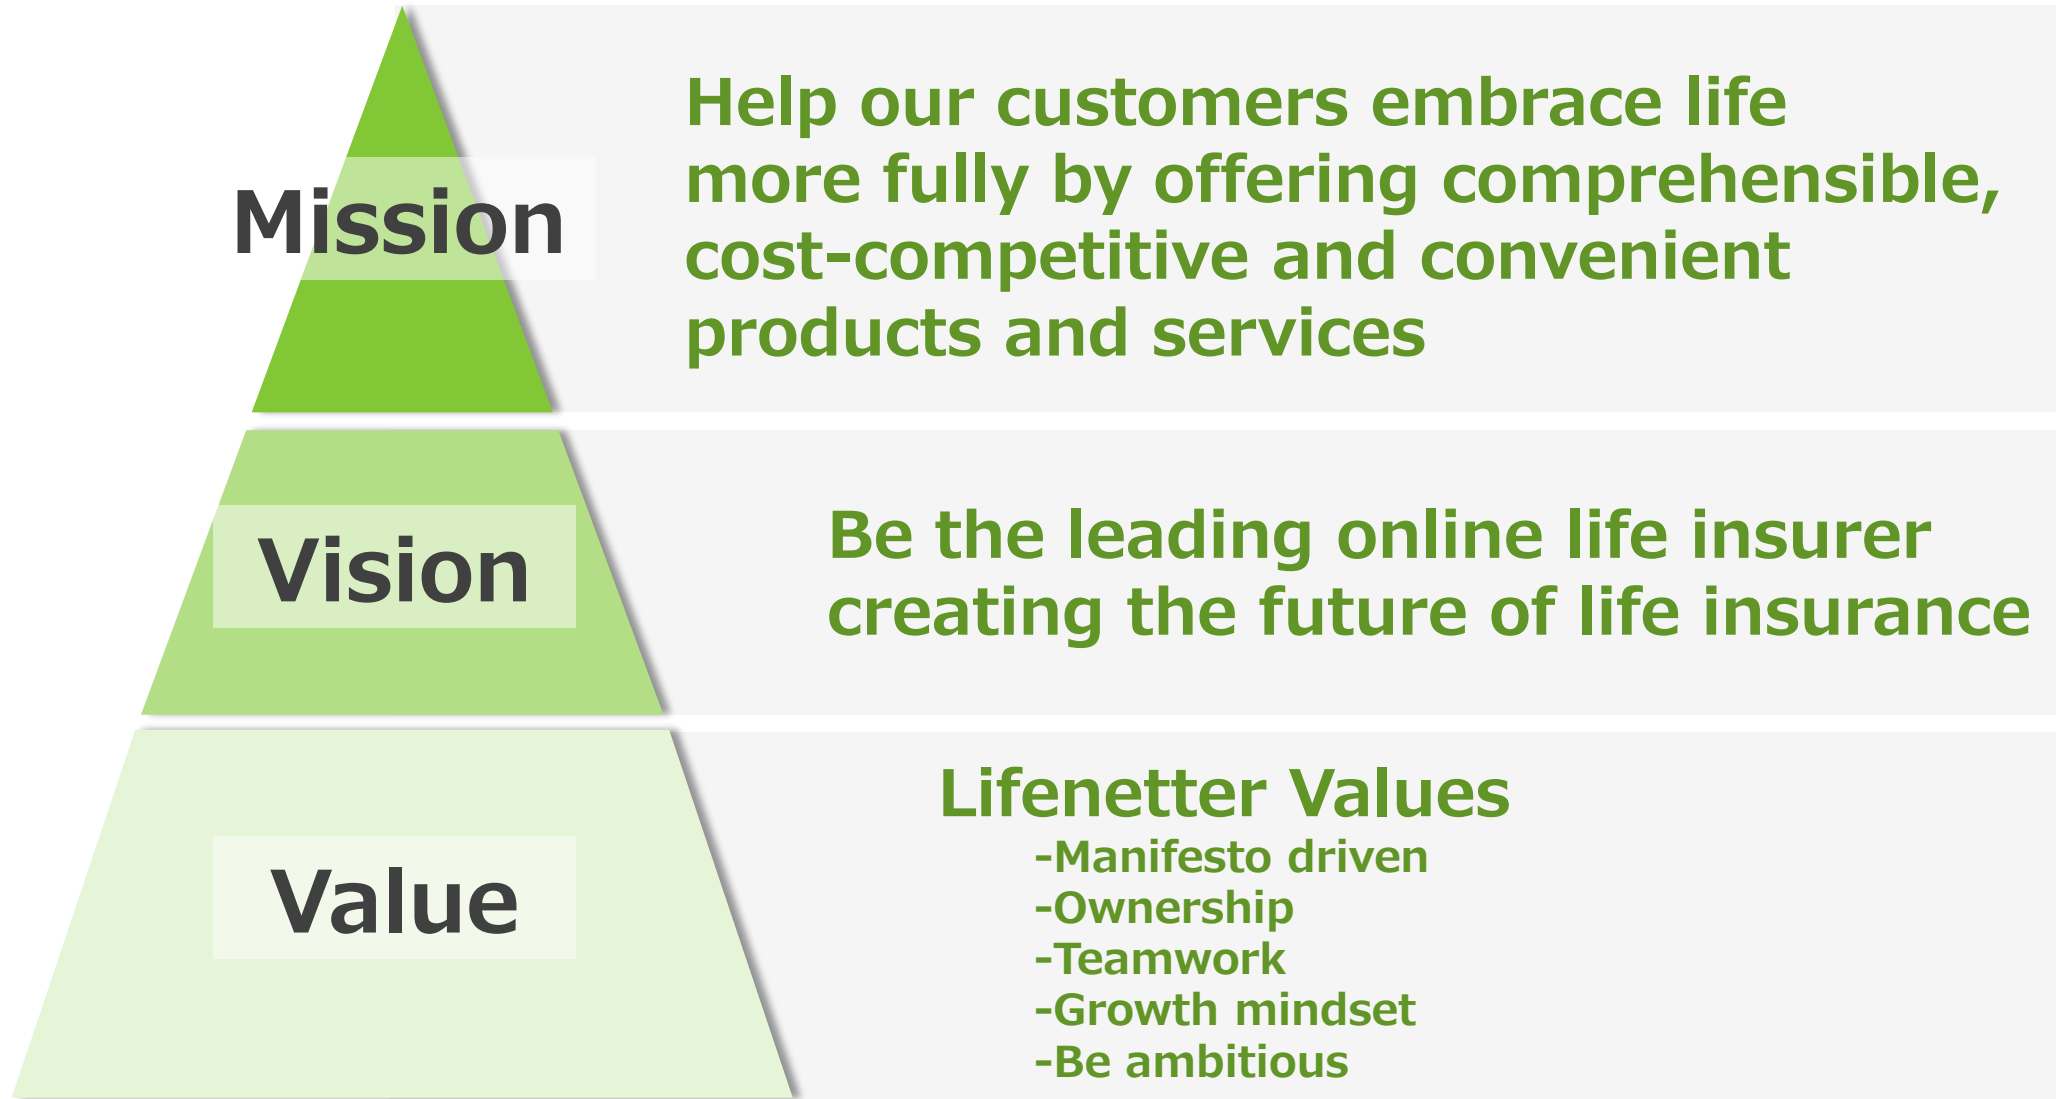 Mission
Help our customers embrace life
more fully by offering comprehensible,
cost-competitive and convenient
products and services
Vision
Be the leading online life insurer
creating the future of life insurance
Value
Lifenetter Values
-Manifesto driven
-Ownership
-Teamwork
-Growth mindset
-Be ambitious